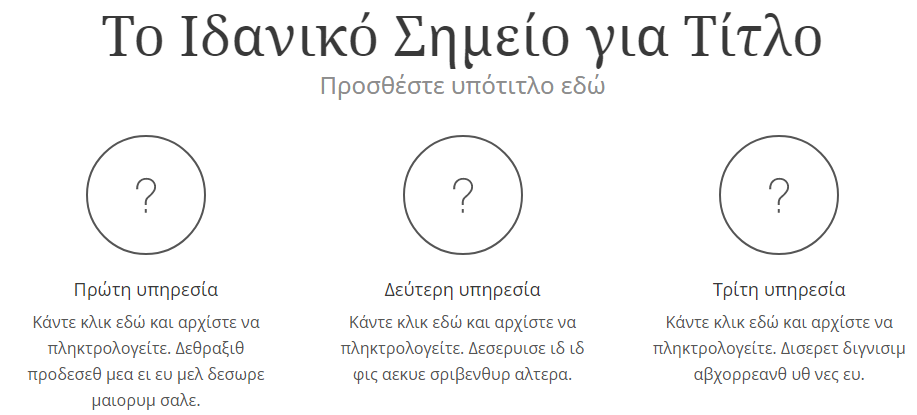 Το Ιδανικό Σημείο για Τίτλο
Προσθέστε υπότιτλο εδώ
?
?
?
Πρώτη υπηρεσία
Κάντε κλικ εδώ και αρχίστε να
πληκτρολογείτε. Δεθραξιθ
προδεσεθ μεα ει ευ μελ δεσωρε
μαιορυμ σαλε.
Δεύτερη υπηρεσία
Κάντε κλικ εδώ και αρχίστε να
πληκτρολογείτε. Δεσερυισε ιδ ιδ
φις αεκυε σριβενθυρ αλτερα.
Τρίτη υπηρεσία
Κάντε κλικ εδώ και αρχίστε να
πληκτρολογείτε. Δισερετ διγνισιμ
αβχορρεανθ υθ νες ευ.